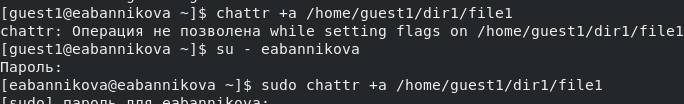 [guest1@eabannikova ~]$ chattr +a /home/guest1/dir1/file1
chattr: Операция не позволена while setting flags on /home/guest1/dir1/file1
[guest1@eabannikova ~]$ su - eabannikova
Пароль:
[eabannikova@eabannikova ~]$ sudo chattr +a /home/guest1/dir1/file1
[sudo] пароль для eabannikova: